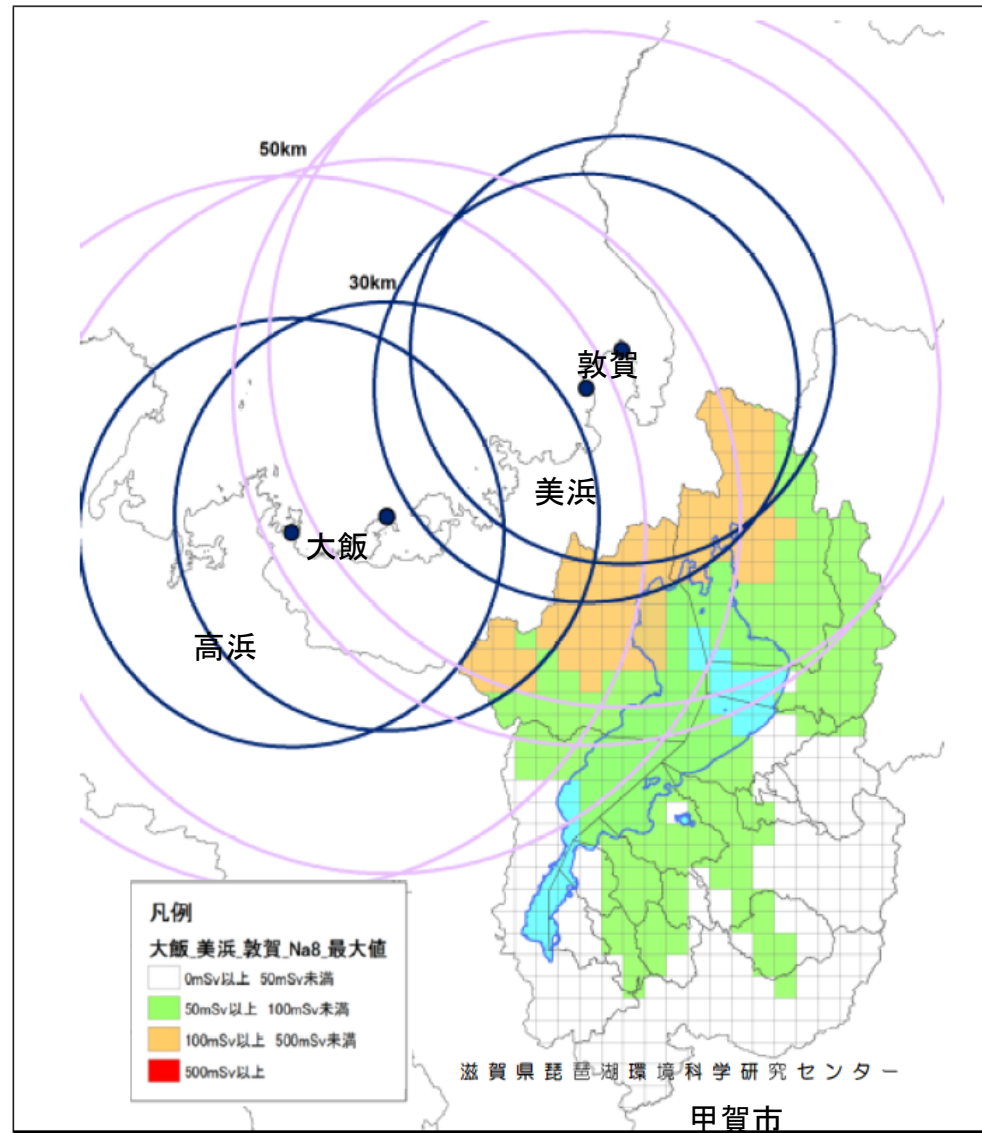 50km
30km
敦賀
美浜
大飯
高浜
凡例
大飯_美浜_敦賀_Na8_最大値
0mSv以上 50mSv未満
50mSv以上 100mSv未満
100mSv以上 500mSv未満
500mSv以上
滋賀県琵琶湖環境科学研究センター
甲賀市